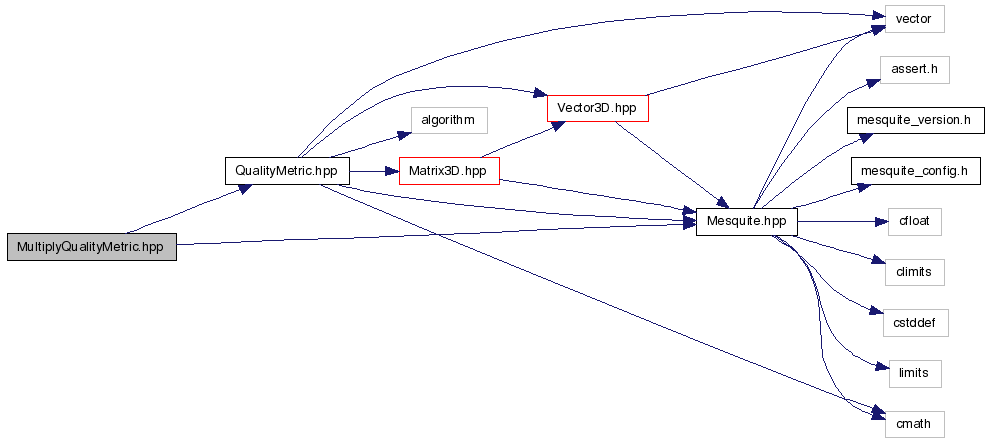 vector
assert.h
Vector3D.hpp
algorithm
mesquite_version.h
QualityMetric.hpp
Matrix3D.hpp
mesquite_config.h
Mesquite.hpp
cfloat
MultiplyQualityMetric.hpp
climits
cstddef
limits
cmath